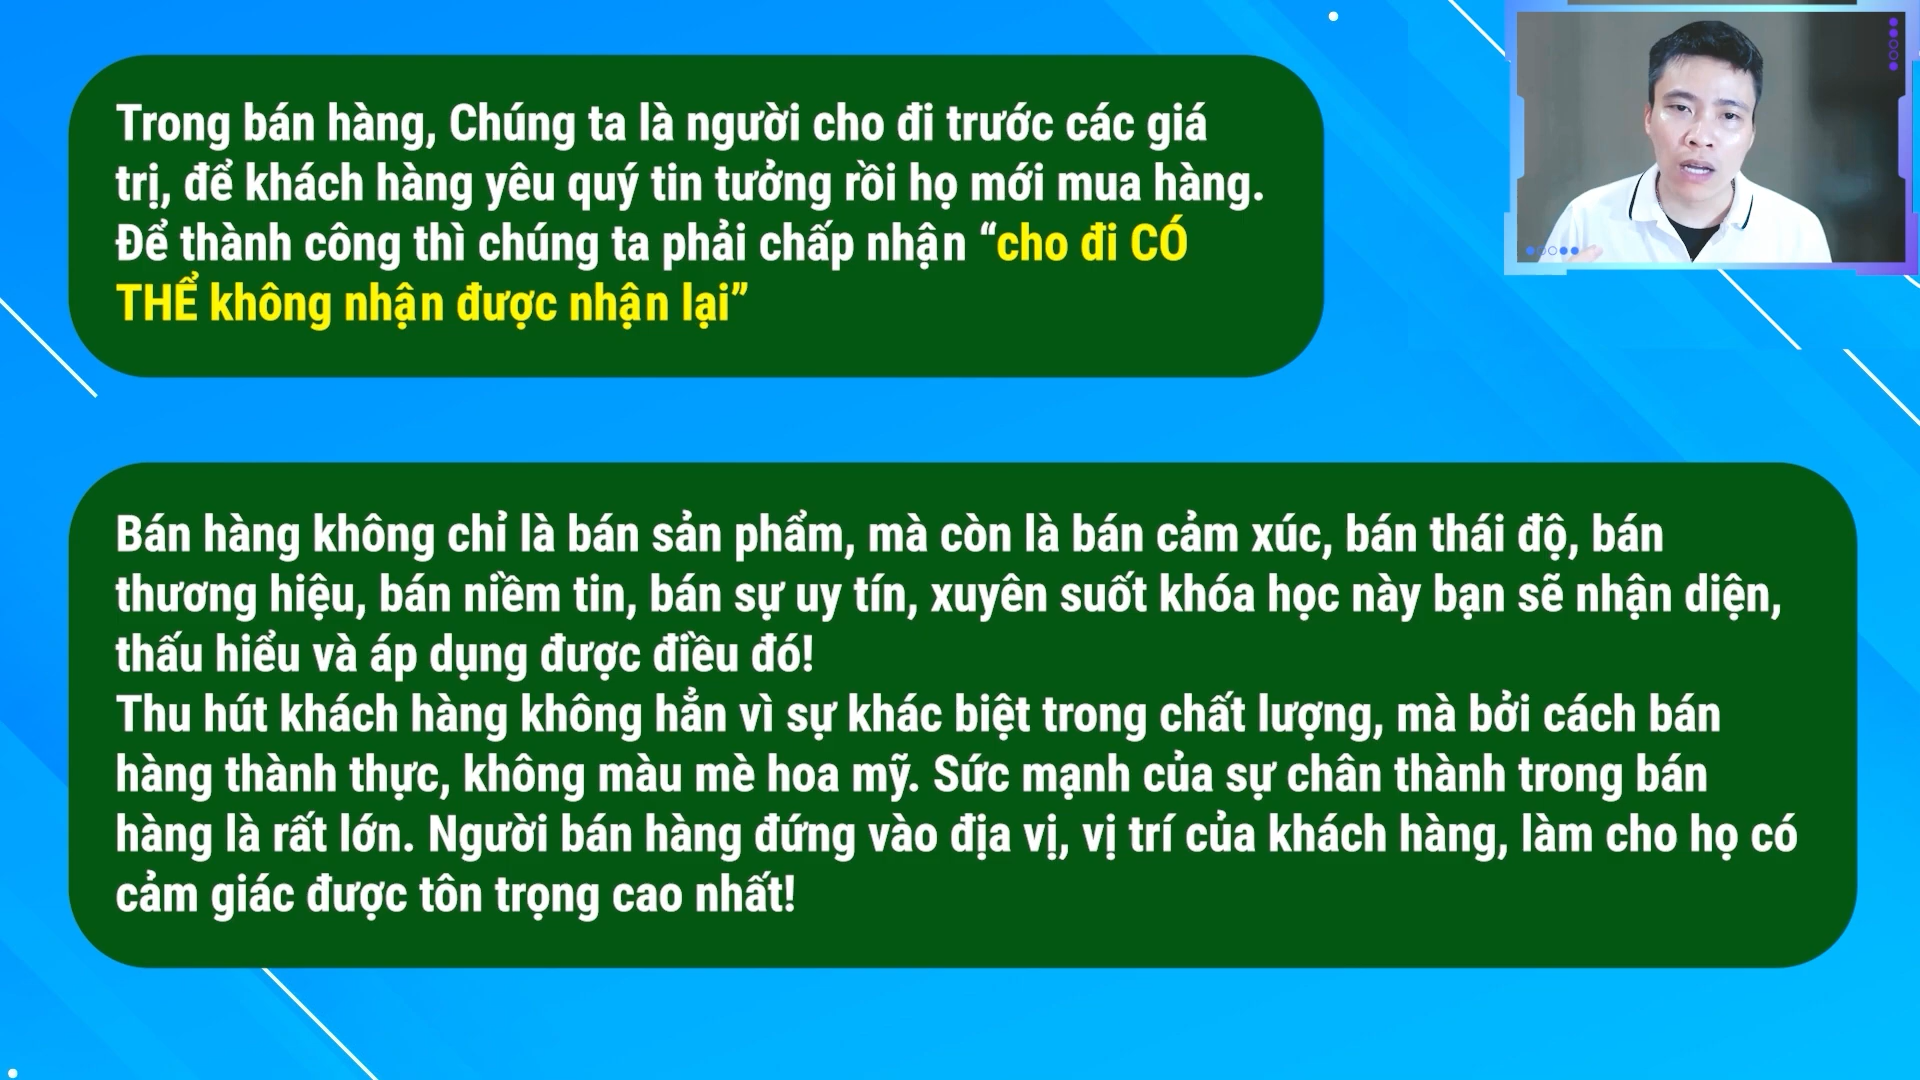 Trong bán hàng, Chúng ta là người cho đi trước các giá
trị, để khách hàng yêu quý tin tưởng rồi họ mới mua hàng.
Để thành công thì chúng ta phải chấp nhận “cho đi CÓ
THỂ không nhận được nhận lại”
Bán hàng không chỉ là bán sản phẩm, mà còn là bán cảm xúc, bán thái độ, bán
thương hiệu, bán niềm tin, bán sự uy tín, xuyên suốt khóa học này bạn sẽ nhận diện,
thấu hiểu và áp dụng được điều đó!
Thu hút khách hàng không hẳn vì sự khác biệt trong chất lượng, mà bởi cách bán
hàng thành thực, không màu mè hoa mỹ. Sức mạnh của sự chân thành trong bán
hàng là rất lớn. Người bán hàng đứng vào địa vị, vị trí của khách hàng, làm cho họ có
cảm giác được tôn trọng cao nhất!